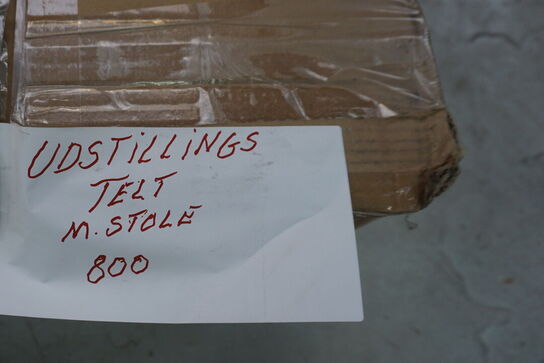 UDSTiLLiNGS
TELT
M. STOLE
800